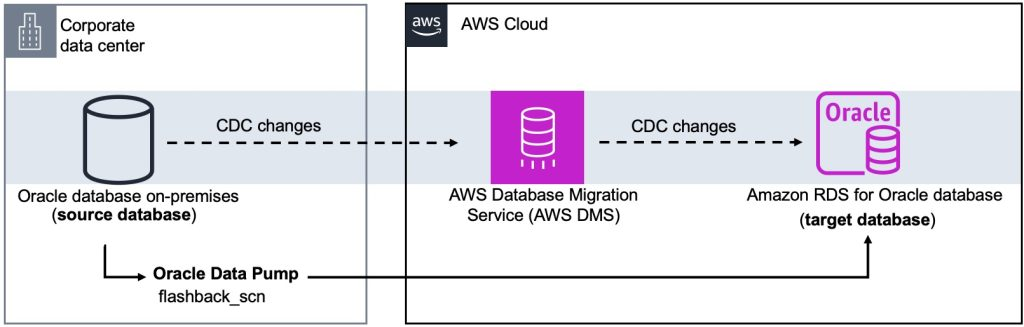 Corporate
data center
aws
AWS Cloud
CDC changes
CDC changes
Oracle
Oracle database on-premises
(source database)
AWS Database Migration
Service (AWS DMS)
Amazon RDS for Oracle database
(target database)
Oracle Data Pump
flashback_scn